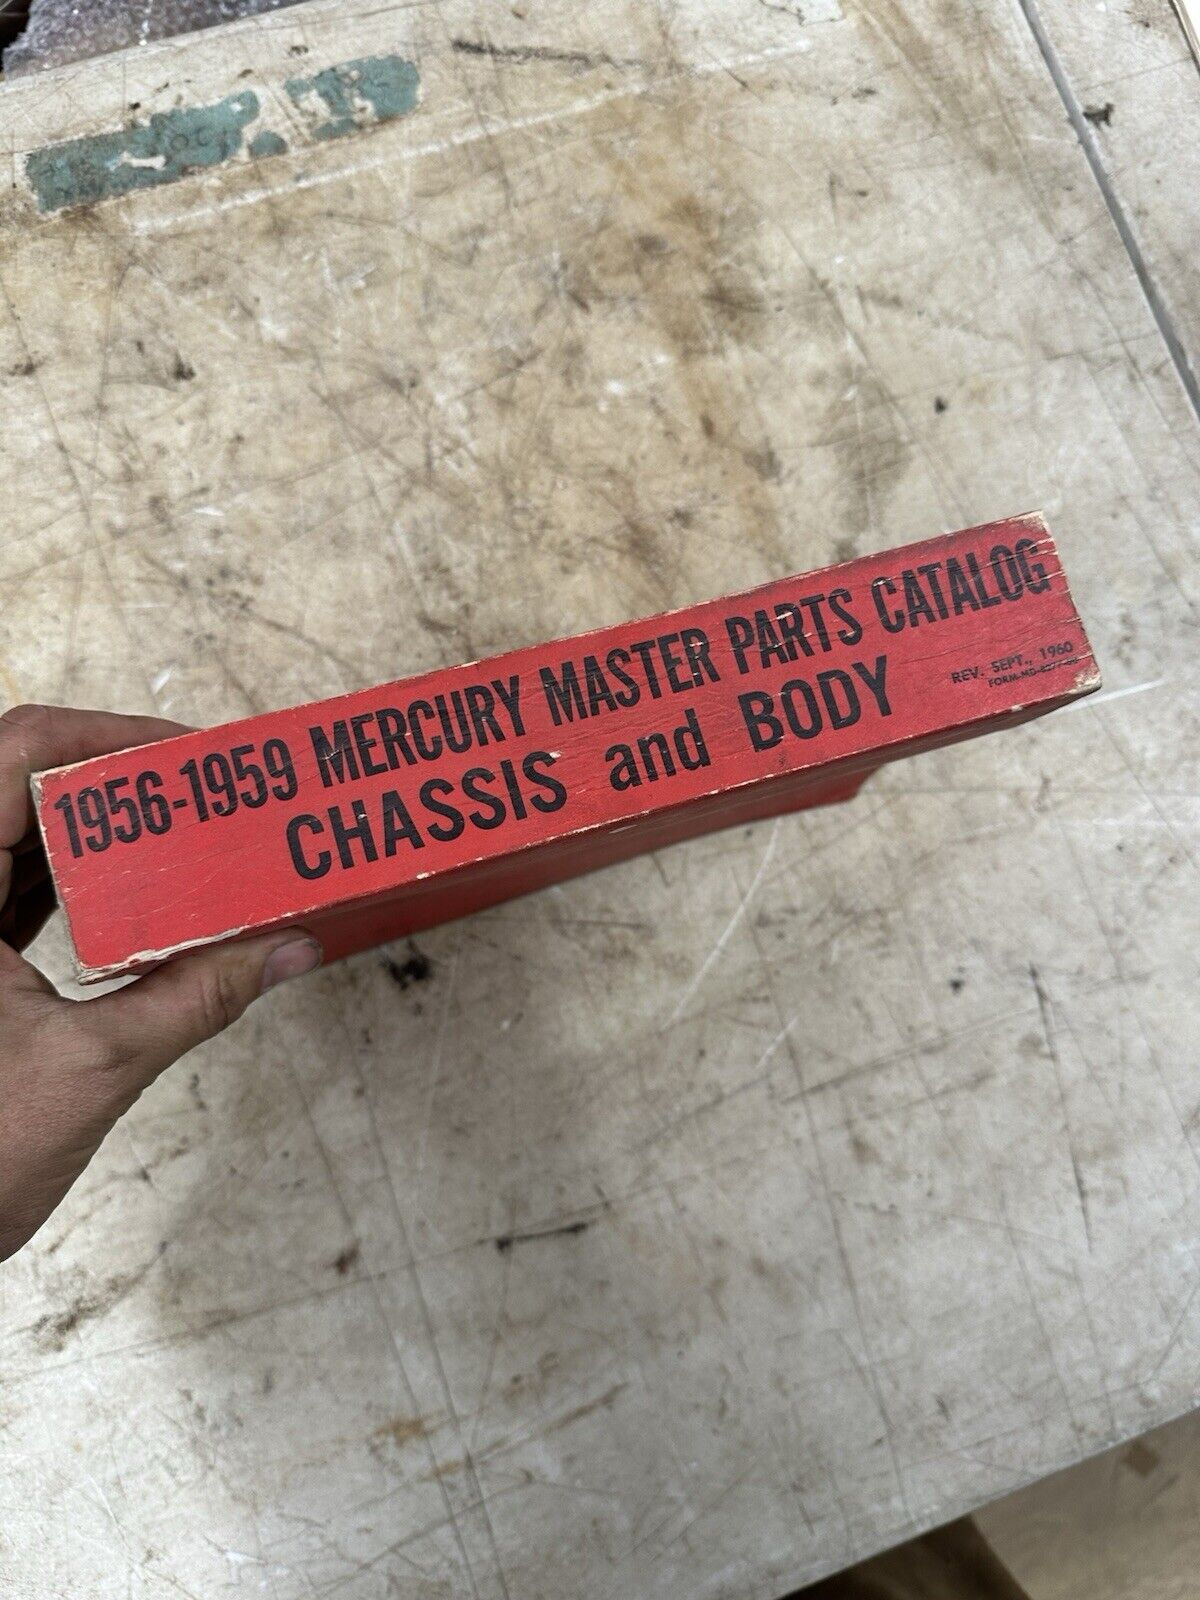 1956-1959 MERCURY MASTER PARTS CATALOG
CHASSIS and BODY
REV. SEPT., 1960